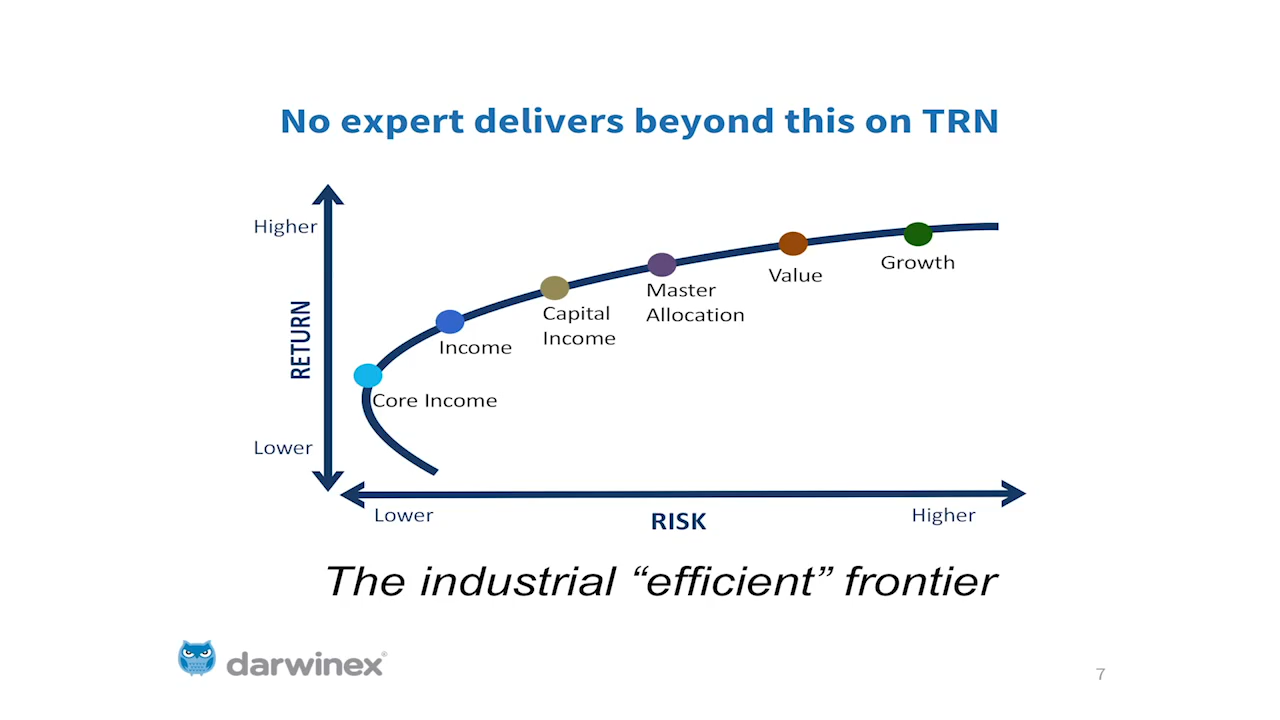 No expert delivers beyond this on TRN
Higher
RETURN
Lower
Core Income
Income
Capital
Income
Master
Allocation
Value
Growth
Lower
RISK
Higher
The industrial “efficient” frontier
darwinex®
7